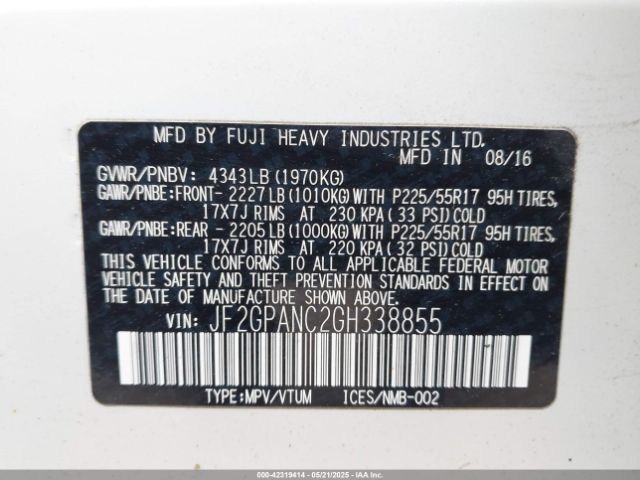 MFD BY FUJI HEAVY INDUSTRIES LTD.
MFD IN 08/16
GVWR/PNBV: 4343LB (1970KG)
GAWR/PNBE:FRONT- 2227LB (1010KG) WITH P225/55R17 95H TIRES,
17X7J RIMS AT 230 KPA (33 PSI) COLD
GAWR/PNBE:REAR - 2205LB (1000KG) WITH P225/55R17 95H TIRES,
17X7J RIMS AT 220 KPA (32 PSI) COLD
THIS VEHICLE CONFORMS TO ALL APPLICABLE FEDERAL MOTOR
VEHICLE SAFETY AND THEFT PREVENTION STANDARDS IN EFFECT
ON THE DATE OF MANUFACTURE SHOWN ABOVE.
VIN: JF2GPANC2GH338855
TYPE:MPV/VTUM ICES/NMB-002
000-42319414 - 05/21/2025 - IAAI.COM